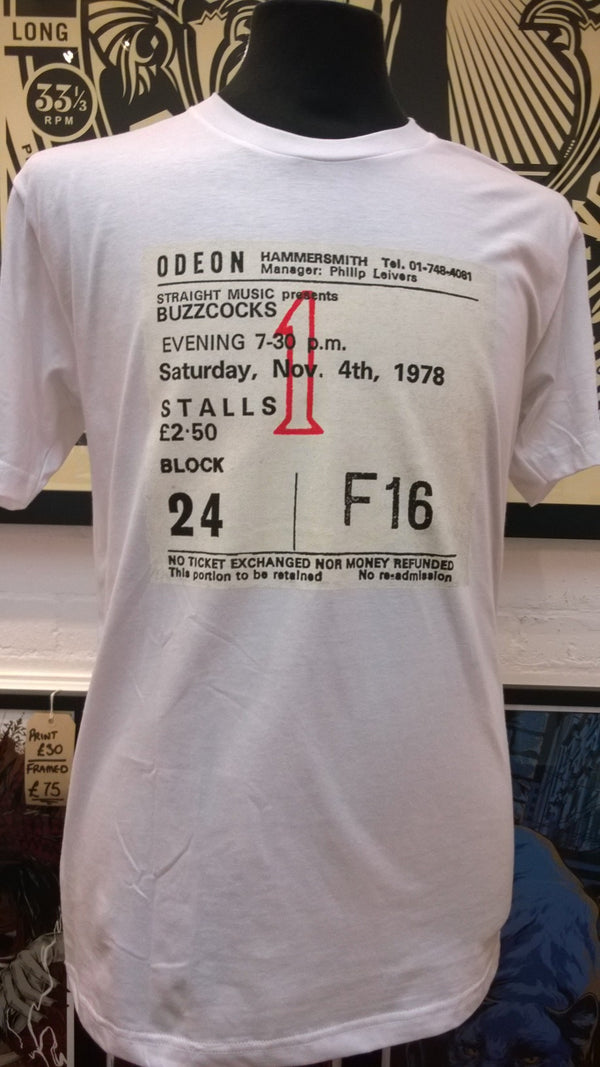 LONG
33 1/3
RPM
ODEON HAMMERSMITH Tel. 01-748-4081
Manager: Philip Leivers
STRAIGHT MUSIC presents
BUZZCOCKS
1
EVENING 7-30 p.m.
Saturday, Nov. 4th, 1978
STALLS
£2·50
BLOCK
24 F16
NO TICKET EXCHANGED NOR MONEY REFUNDED
This portion to be retained No re-admission
PRINT
£30
FRAMED
£75